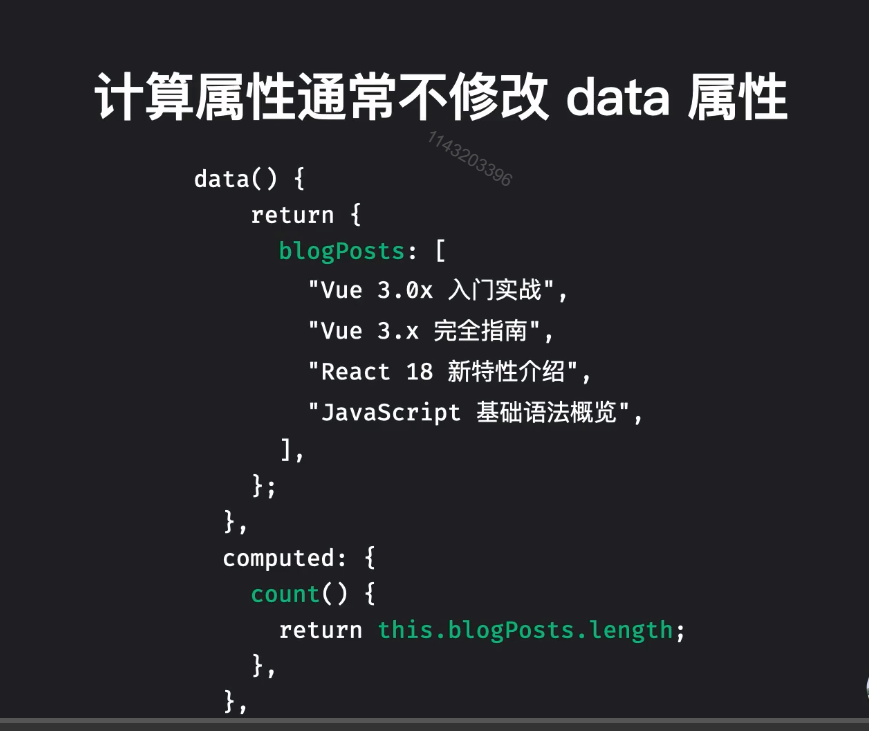 计算属性通常不修改 data 属性
1143203396
data() {
return {
blogPosts: [
"Vue 3.0x 入门实战",
"Vue 3.x 完全指南",
"React 18 新特性介绍",
"JavaScript 基础语法概览",
],
};
},
computed: {
count() {
return this.blogPosts.length;
},
},